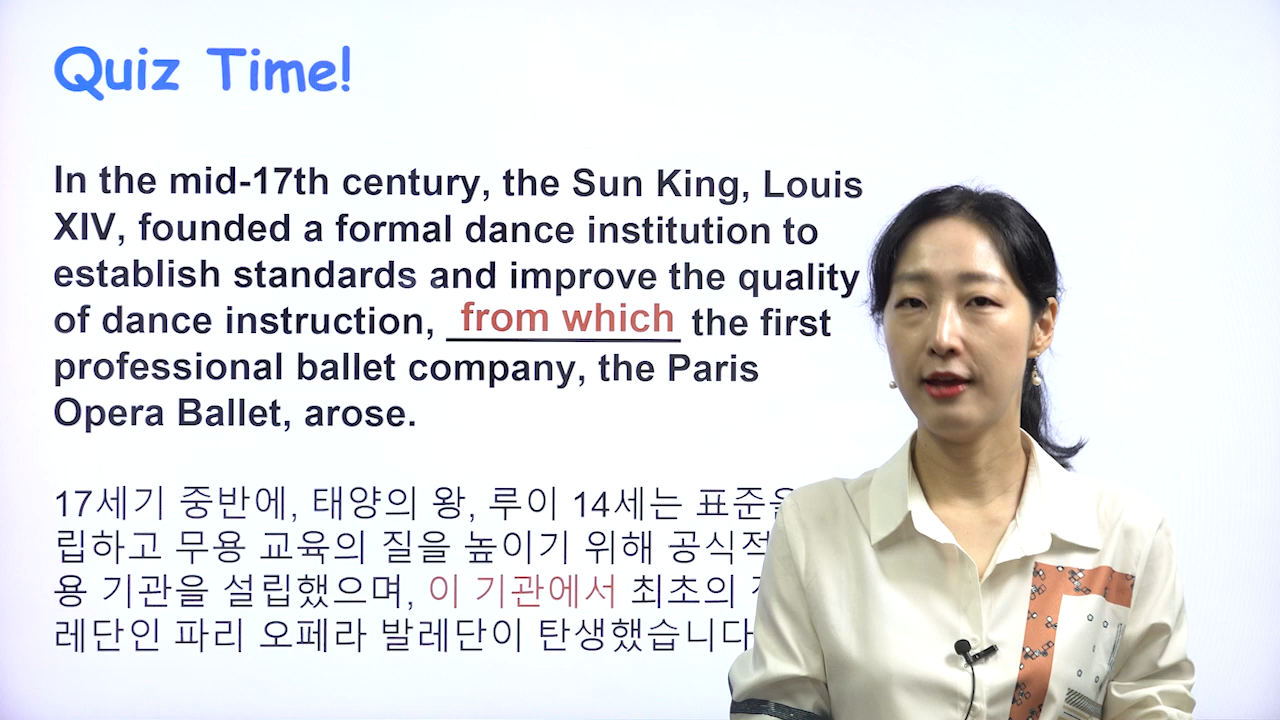 Quiz Time!
In the mid-17th century, the Sun King, Louis
XIV, founded a formal dance institution to
establish standards and improve the quality
of dance instruction, from which the first
professional ballet company, the Paris
Opera Ballet, arose.
17세기 중반에, 태양의 왕, 루이 14세는 표준을
립하고 무용 교육의 질을 높이기 위해 공식적
용 기관을 설립했으며, 이 기관에서 최초의
레단인 파리 오페라 발레단이 탄생했습니다